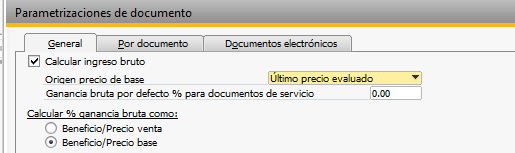 Parametrizaciones de documento
General Por documento Documentos electrónicos
Calcular ingreso bruto
Origen precio de base Último precio evaluado
Ganancia bruta por defecto % para documentos de servicio 0.00
Calcular % ganancia bruta como:
Beneficio/Precio venta
Beneficio/Precio base